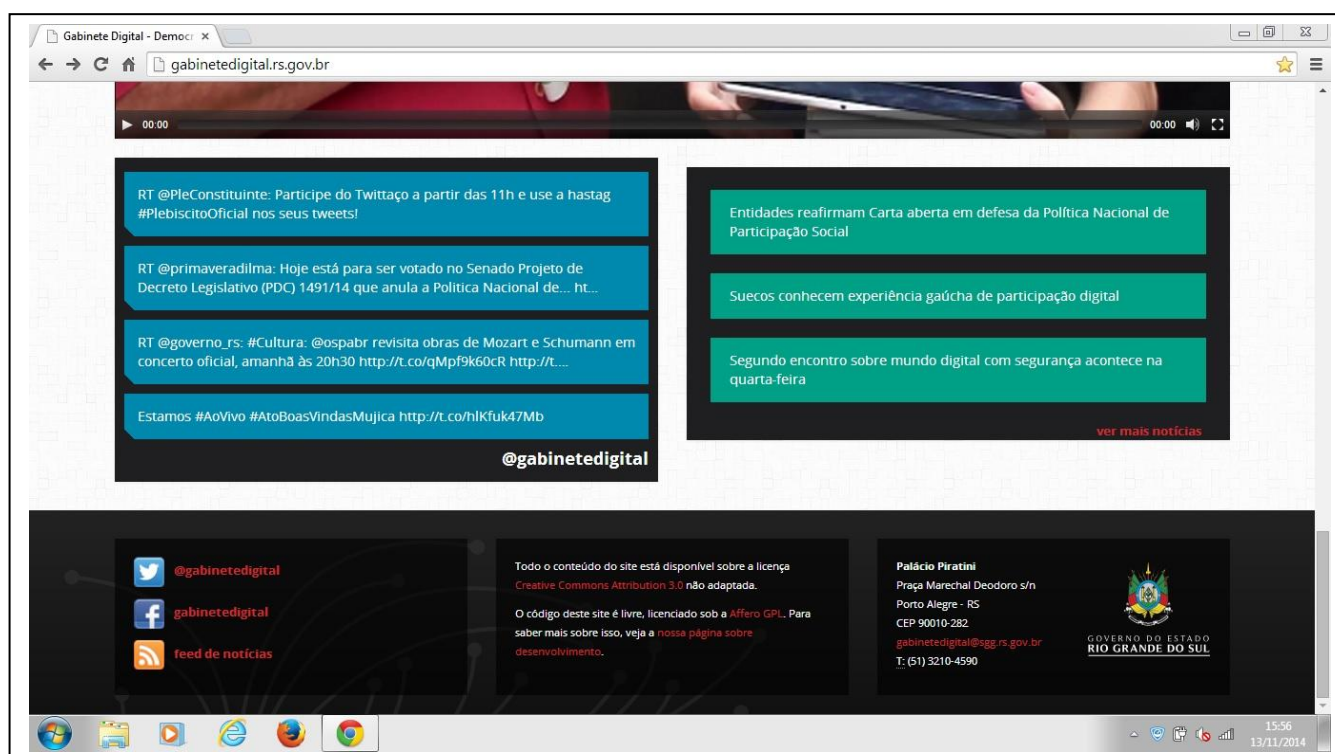 Gabinete Digital - Democr
gabinetedigital.rs.gov.br
00:00
00:00
RT @PleConstituinte: Participe do Twittaço a partir das 11h e use a hastag
#PlebiscitoOficial nos seus tweets!
RT @primaveradilma: Hoje está para ser votado no Senado Projeto de
Decreto Legislativo (PDC) 1491/14 que anula a Politica Nacional de... ht...
RT @governo_rs: #Cultura: @ospabr revisita obras de Mozart e Schumann em
concerto oficial, amanhã às 20h30 http://t.co/qMpf9k60cR http://t....
Estamos #AoVivo #AtoBoasVindasMujica http://t.co/hlKfuk47Mb
@gabinetedigital
Entidades reafirmam Carta aberta em defesa da Política Nacional de
Participação Social
Suecos conhecem experiência gaúcha de participação digital
Segundo encontro sobre mundo digital com segurança acontece na
quarta-feira
ver mais notícias
@gabinetedigital
gabinetedigital
feed de notícias
Todo o conteúdo do site está disponível sobre a licença
Creative Commons Attribution 3.0 não adaptada.
O código deste site é livre, licenciado sob a Affero GPL. Para
saber mais sobre isso, veja a nossa página sobre
desenvolvimento.
Palácio Piratini
Praça Marechal Deodoro s/n
Porto Alegre - RS
CEP 90010-282
gabinetedigital@sgg.rs.gov.br
T: (51) 3210-4590
GOVERNO DO ESTADO
RIO GRANDE DO SUL
15:56
13/11/2014